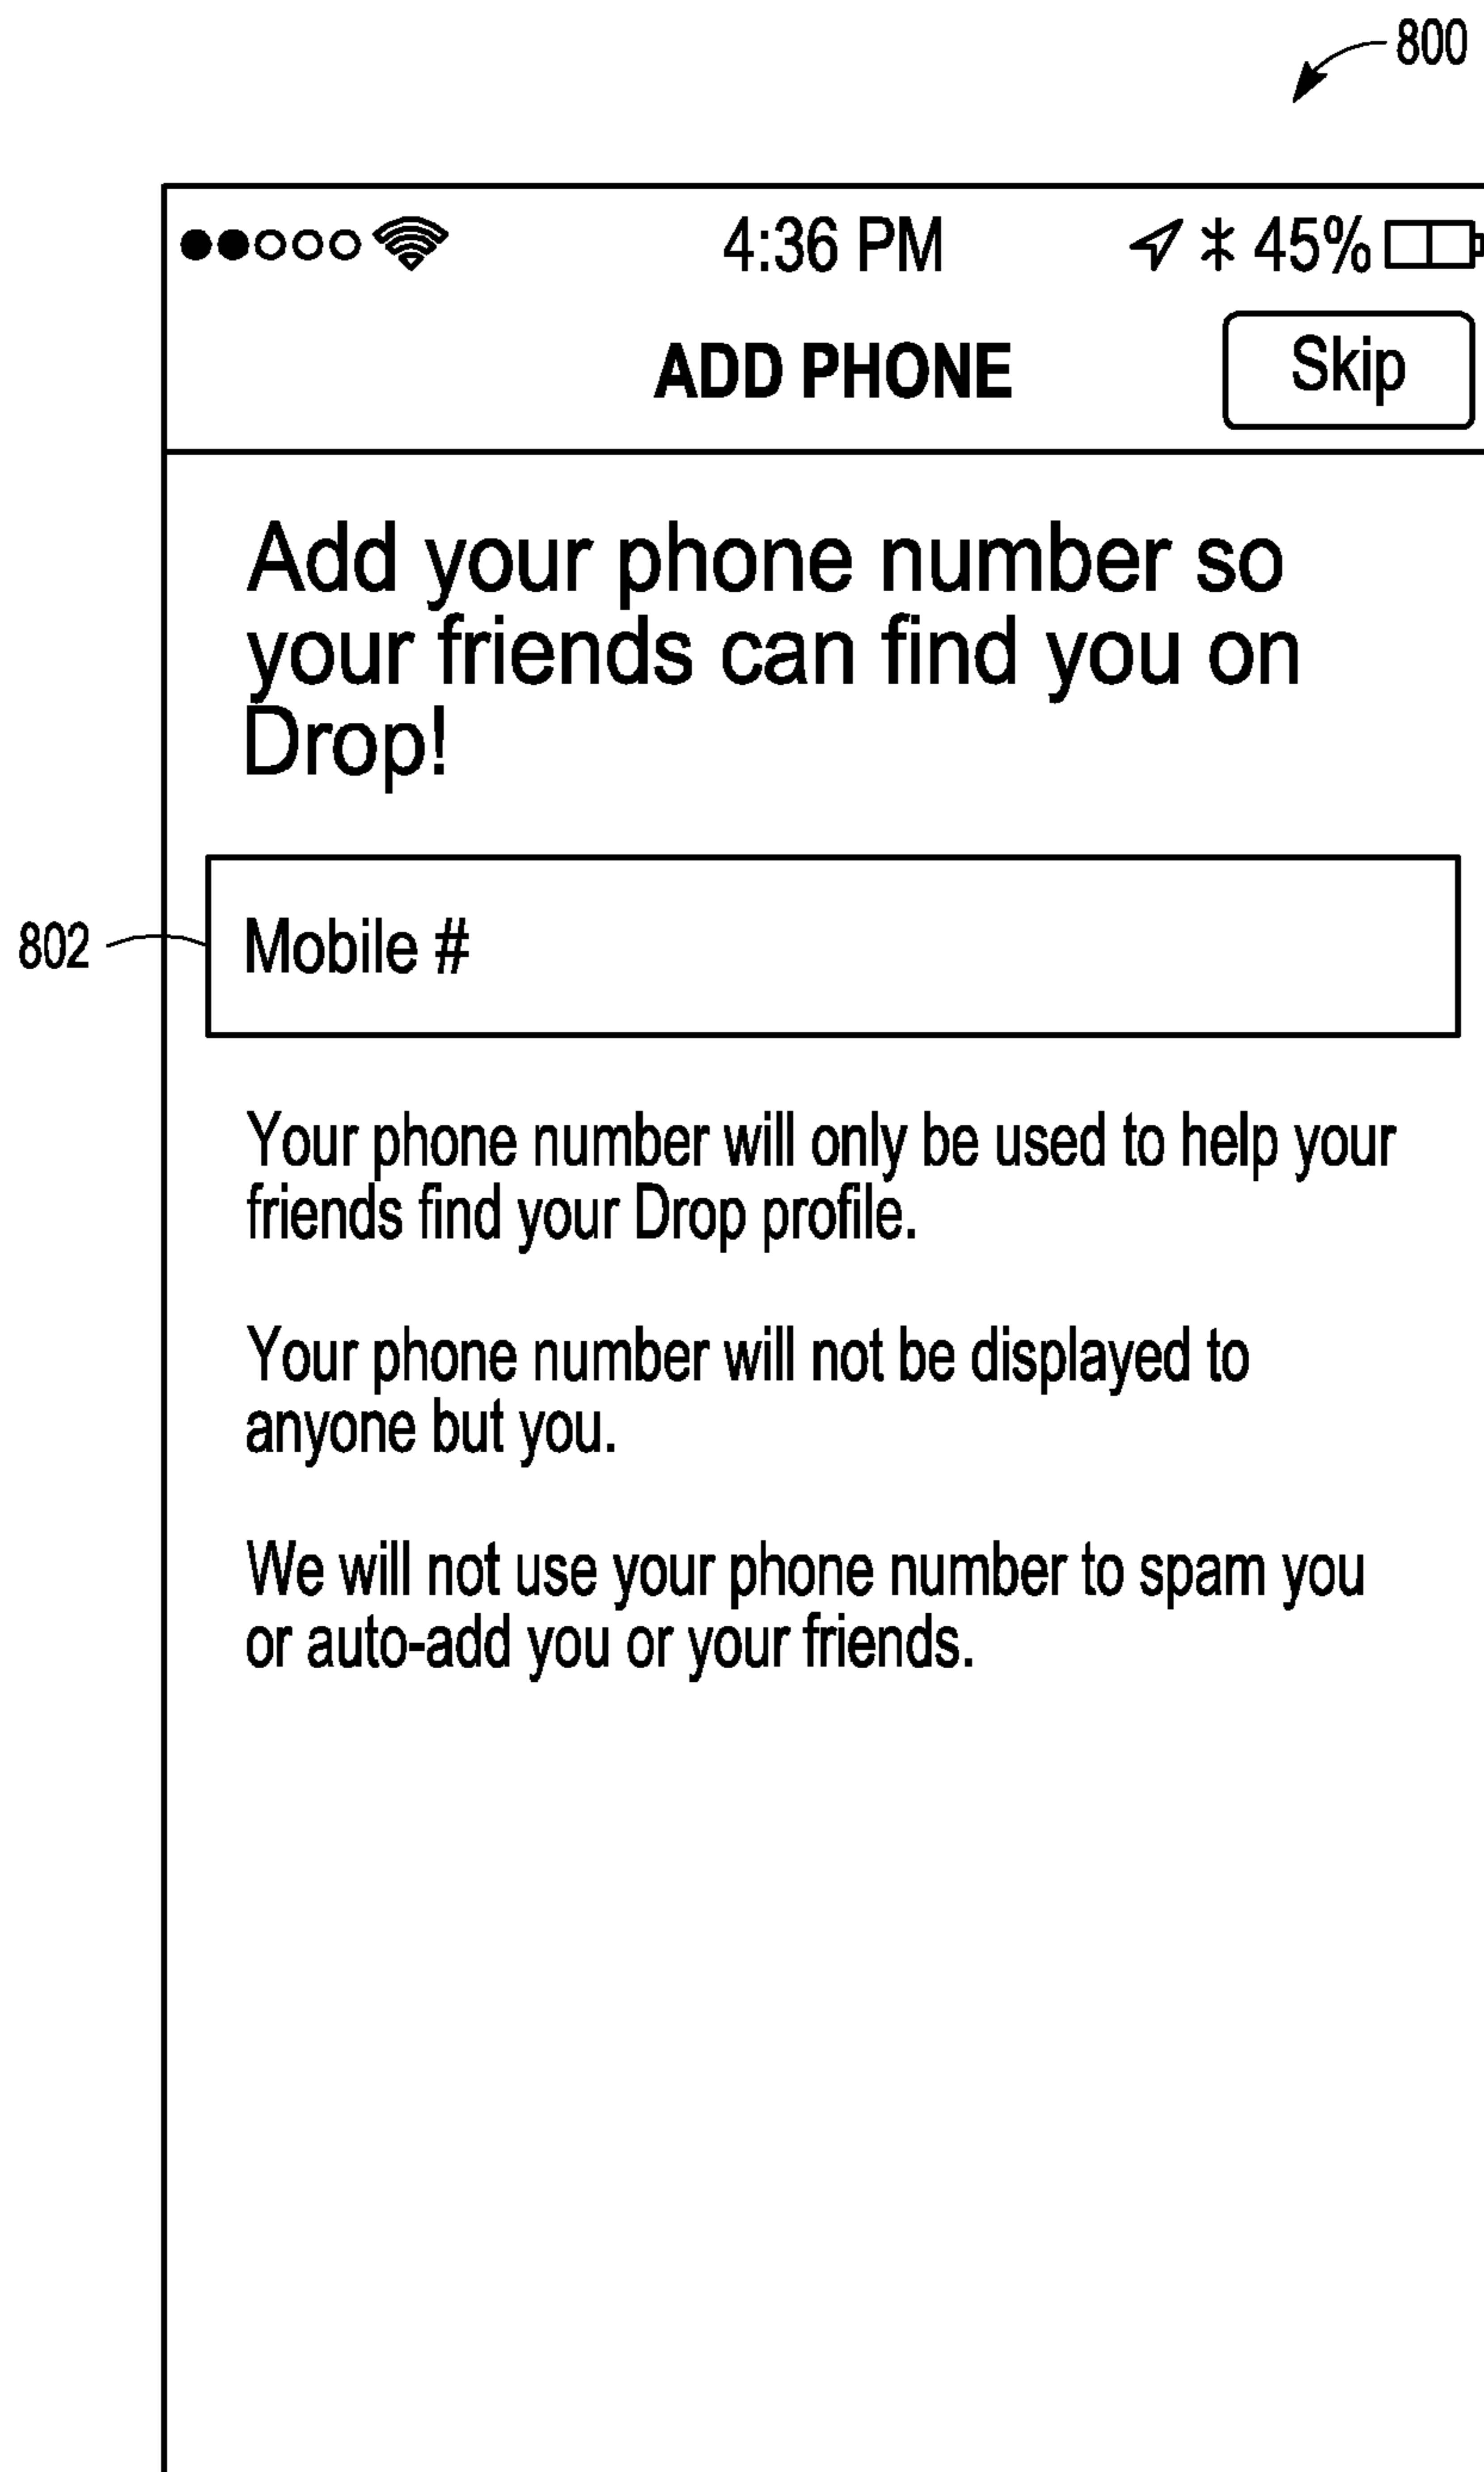 800
4:36 PM 45%
ADD PHONE Skip
Add your phone number so
your friends can find you on
Drop!
802 Mobile #
Your phone number will only be used to help your
friends find your Drop profile.
Your phone number will not be displayed to
anyone but you.
We will not use your phone number to spam you
or auto-add you or your friends.